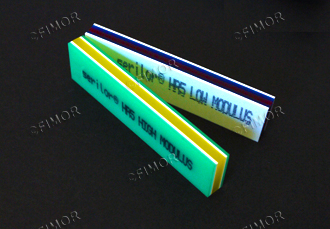 serilor® HRS LOW MODULUS
serilor® HRS HIGH MODULUS
SFIMOR
SFIMOR
SFIMOR
SFIMOR
SFIMOR